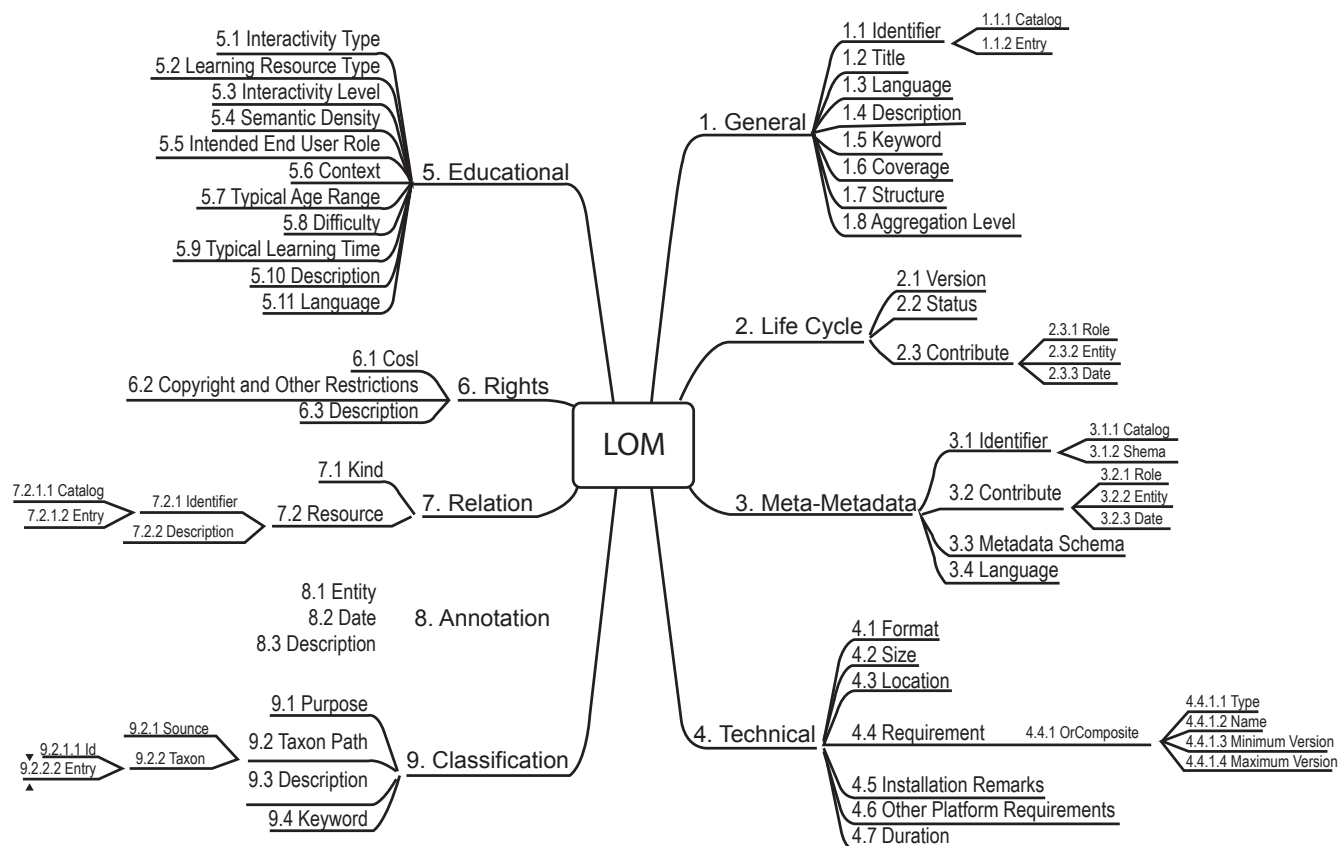 LOM
1. General
1.1 Identifier
1.1.1 Catalog
1.1.2 Entry
1.2 Title
1.3 Language
1.4 Description
1.5 Keyword
1.6 Coverage
1.7 Structure
1.8 Aggregation Level
2. Life Cycle
2.1 Version
2.2 Status
2.3 Contribute
2.3.1 Role
2.3.2 Entity
2.3.3 Date
3. Meta-Metadata
3.1 Identifier
3.1.1 Catalog
3.1.2 Shema
3.2 Contribute
3.2.1 Role
3.2.2 Entity
3.2.3 Date
3.3 Metadata Schema
3.4 Language
4. Technical
4.1 Format
4.2 Size
4.3 Location
4.4 Requirement
4.4.1 OrComposite
4.4.1.1 Type
4.4.1.2 Name
4.4.1.3 Minimum Version
4.4.1.4 Maximum Version
4.5 Installation Remarks
4.6 Other Platform Requirements
4.7 Duration
5. Educational
5.1 Interactivity Type
5.2 Learning Resource Type
5.3 Interactivity Level
5.4 Semantic Density
5.5 Intended End User Role
5.6 Context
5.7 Typical Age Range
5.8 Difficulty
5.9 Typical Learning Time
5.10 Description
5.11 Language
6. Rights
6.1 Cosl
6.2 Copyright and Other Restrictions
6.3 Description
7. Relation
7.1 Kind
7.2 Resource
7.2.1 Identifier
7.2.1.1 Catalog
7.2.1.2 Entry
7.2.2 Description
8. Annotation
8.1 Entity
8.2 Date
8.3 Description
9. Classification
9.1 Purpose
9.2 Taxon Path
9.2.1 Sounce
9.2.2 Taxon
9.2.1.1 Id
9.2.2.2 Entry
9.3 Description
9.4 Keyword